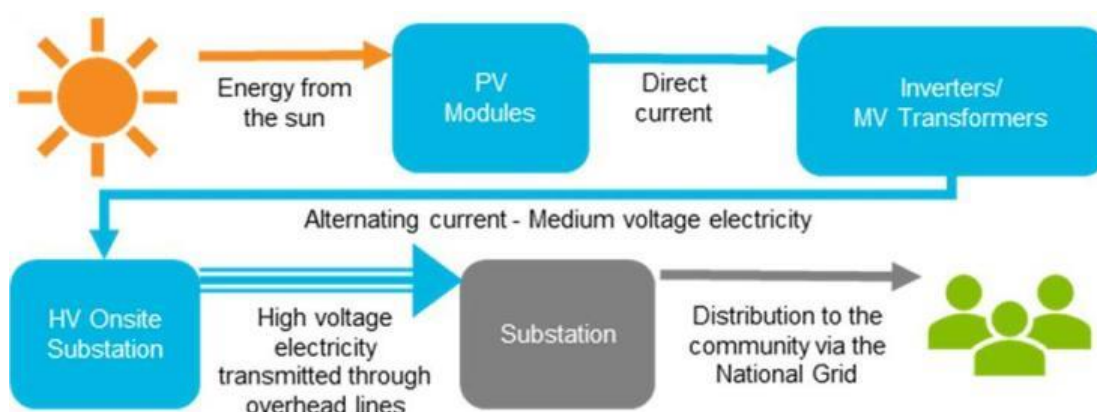 Energy from
the sun
PV
Modules
Direct
current
Inverters/
MV Transformers
Alternating current - Medium voltage electricity
HV Onsite
Substation
High voltage
electricity
transmitted through
overhead lines
Substation
Distribution to the
community via the
National Grid